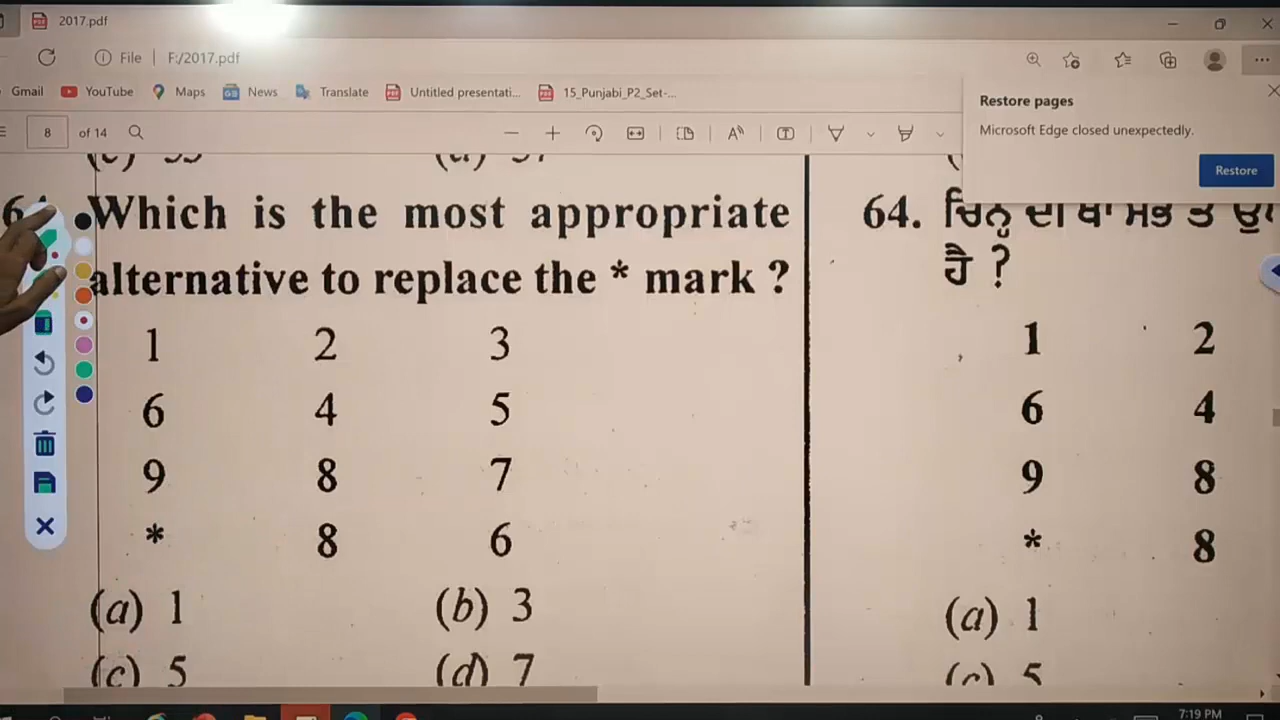 2017.pdf
File F:/2017.pdf
Gmail YouTube Maps News Translate Untitled presentati... 15_Punjabi_P2_Set-...
Restore pages
Microsoft Edge closed unexpectedly.
Restore
8 of 14
Which is the most appropriate
alternative to replace the * mark ?
1 2 3
6 4 5
9 8 7
* 8 6
(a) 1 (b) 3
(c) 5 (d) 7
64.
ਹੈ ?
1 2
6 4
9 8
* 8
(a) 1
7:19 PM